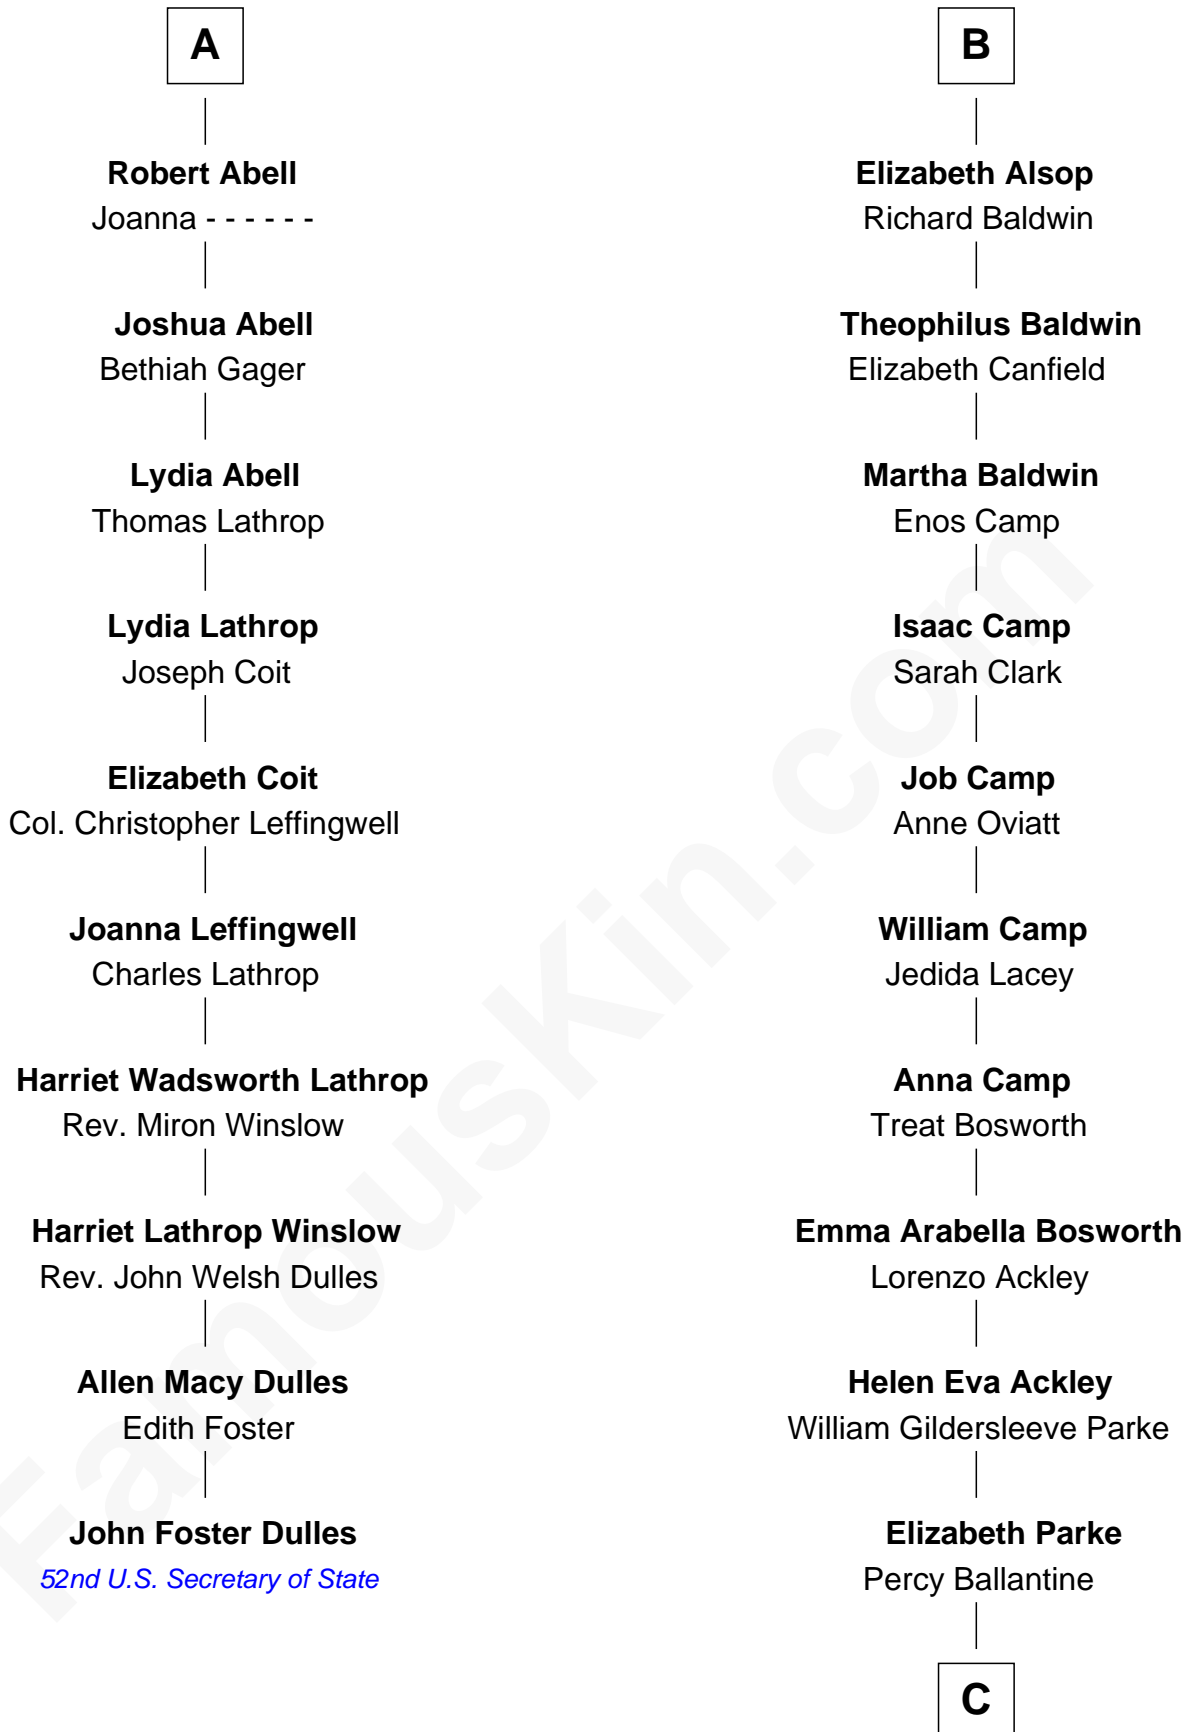 A
Robert Abell
Joanna - - - - - -
Joshua Abell
Bethiah Gager
Lydia Abell
Thomas Lathrop
Lydia Lathrop
Joseph Coit
Elizabeth Coit
Col. Christopher Leffingwell
Joanna Leffingwell
Charles Lathrop
Harriet Wadsworth Lathrop
Rev. Miron Winslow
Harriet Lathrop Winslow
Rev. John Welsh Dulles
Allen Macy Dulles
Edith Foster
John Foster Dulles
52nd U.S. Secretary of State
B
Elizabeth Alsop
Richard Baldwin
Theophilus Baldwin
Elizabeth Canfield
Martha Baldwin
Enos Camp
Isaac Camp
Sarah Clark
Job Camp
Anne Oviatt
William Camp
Jedida Lacey
Anna Camp
Treat Bosworth
Emma Arabella Bosworth
Lorenzo Ackley
Helen Eva Ackley
William Gildersleeve Parke
Elizabeth Parke
Percy Ballantine
C
FamousKin.com